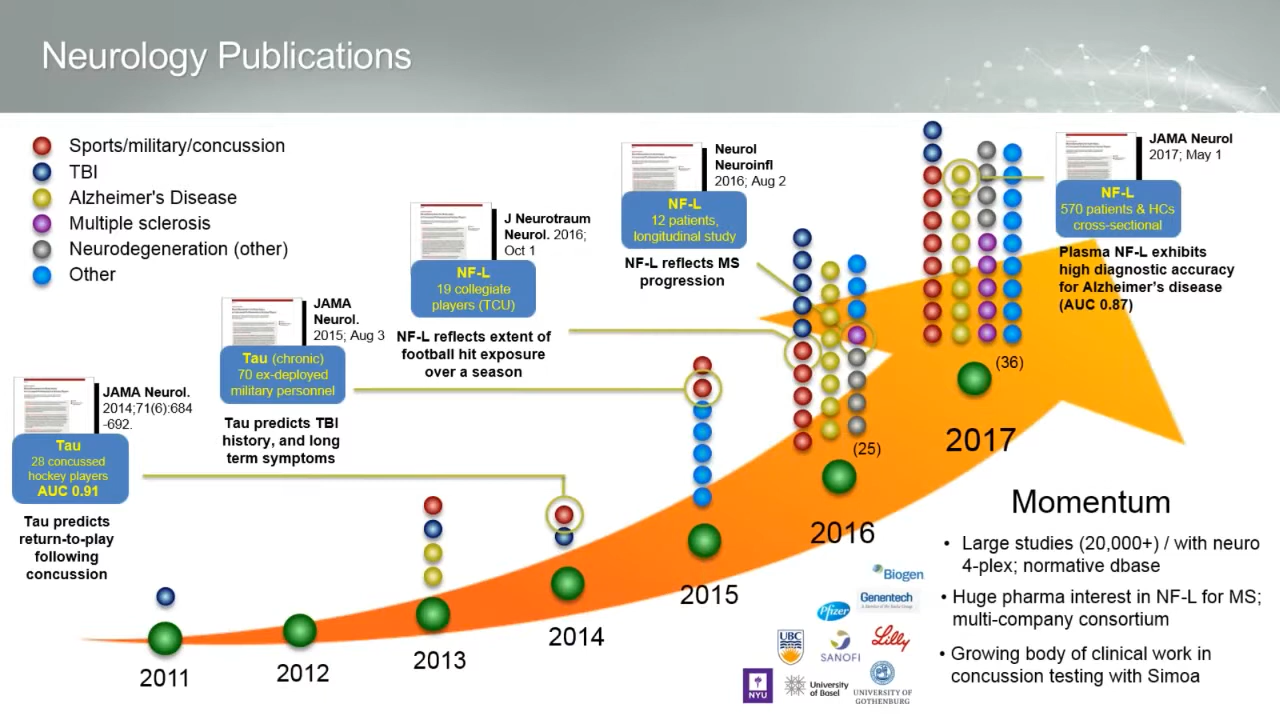 Neurology Publications
Sports/military/concussion
TBI
Alzheimer's Disease
Multiple sclerosis
Neurodegeneration (other)
Other
JAMA Neurol.
2014;71(6):684
-692.
Tau
28 concussed
hockey players
AUC 0.91
Tau predicts
return-to-play
following
concussion
JAMA
Neurol.
2015; Aug 3
Tau (chronic)
70 ex-deployed
military personnel
Tau predicts TBI
history, and long
term symptoms
J Neurotraum
Neurol. 2016;
Oct 1
NF-L
19 collegiate
players (TCU)
NF-L reflects extent of
football hit exposure
over a season
Neurol
Neuroinfl
2016; Aug 2
NF-L
12 patients,
longitudinal study
NF-L reflects MS
progression
JAMA Neurol
2017; May 1
NF-L
570 patients & HCs
cross-sectional
Plasma NF-L exhibits
high diagnostic accuracy
for Alzheimer's disease
(AUC 0.87)
(36)
(25)
2011
2012
2013
2014
2015
2016
2017
Momentum
• Large studies (20,000+) / with neuro
4-plex; normative dbase
• Huge pharma interest in NF-L for MS;
multi-company consortium
• Growing body of clinical work in
concussion testing with Simoa
Biogen
Genentech
Pfizer
UBC
SANOFI
Lilly
NYU
University
of Basel
UNIVERSITY OF
GOTHENBURG